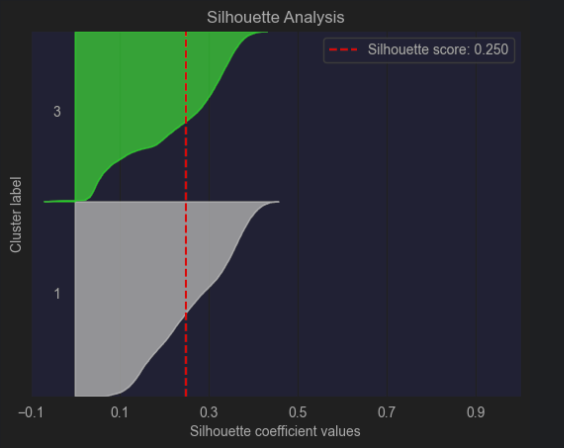 Silhouette Analysis
Silhouette score: 0.250
3
Cluster label
1
−0.1 0.1 0.3 0.5 0.7 0.9
Silhouette coefficient values